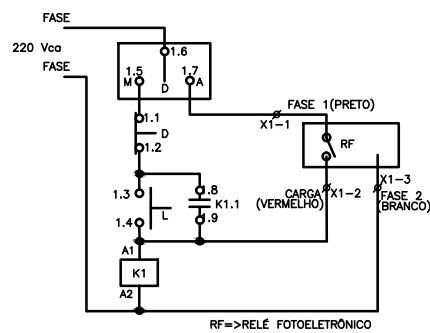 FASE
220 Vca
FASE
1.6
1.5
1.7
M
D
A
1.1
D
1.2
FASE 1(PRETO)
X1-1
RF
1.3
1.8
K1.1
L
1.4
1.9
CARGA
(VERMELHO)
X1-2
X1-3
FASE 2
(BRANCO)
A1
K1
A2
RF=>RELÉ FOTOELETRÔNICO